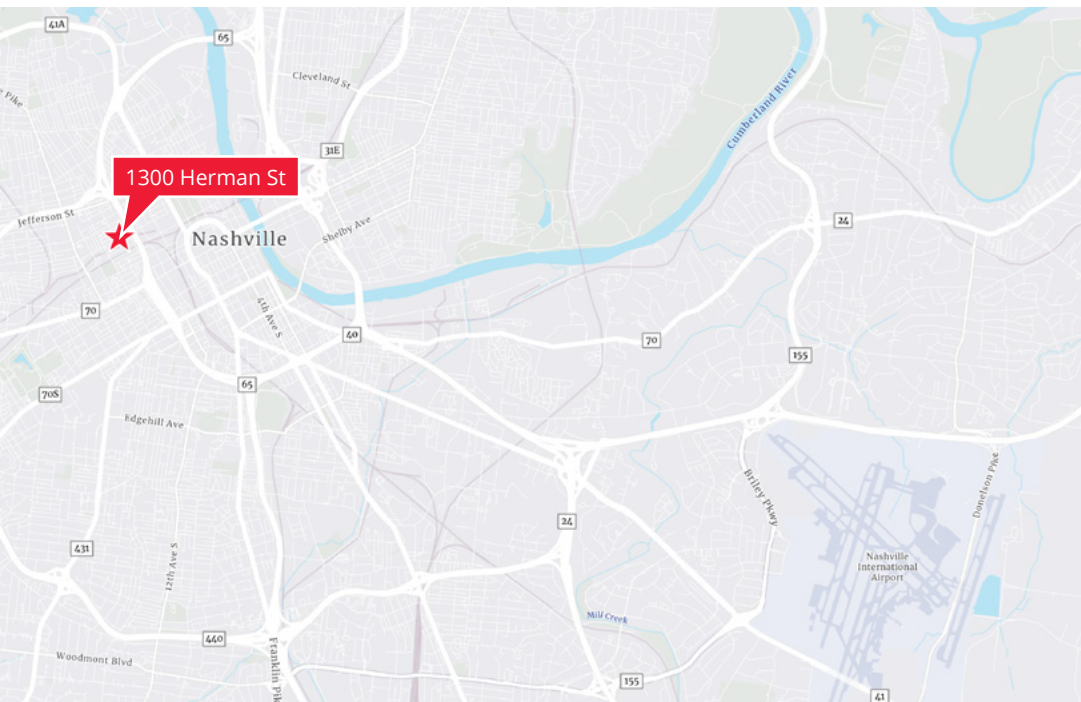 41A
65
Cleveland St
Pike
31E
Cumberland River
1300 Herman St
Jefferson St
Shelby Ave
24
Nashville
70
4th Ave S
40
70
155
65
70S
Edgehill Ave
Donelson Pike
Briley Pkwy
24
431
12th Ave S
Nashville
International
Airport
Mill Creek
440
Franklin Pik
Woodmont Blvd
155
41